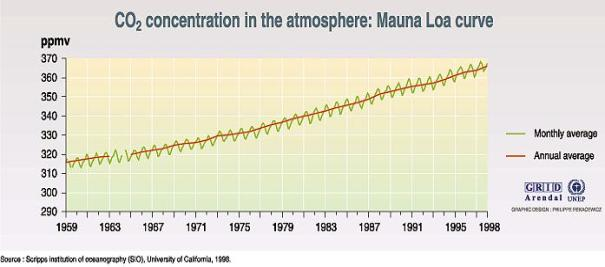 CO₂ concentration in the atmosphere: Mauna Loa curve
ppmv
370
360
350
340
330
320
310
300
290
1959 1963 1967 1971 1975 1979 1983 1987 1991 1995 1998
Monthly average
Annual average
GRID
Arendal UNEP
GRAPHIC DESIGN : PHILIPPE REKACEWICZ
Source : Scripps institution of oceanography (SIO), University of California, 1998.